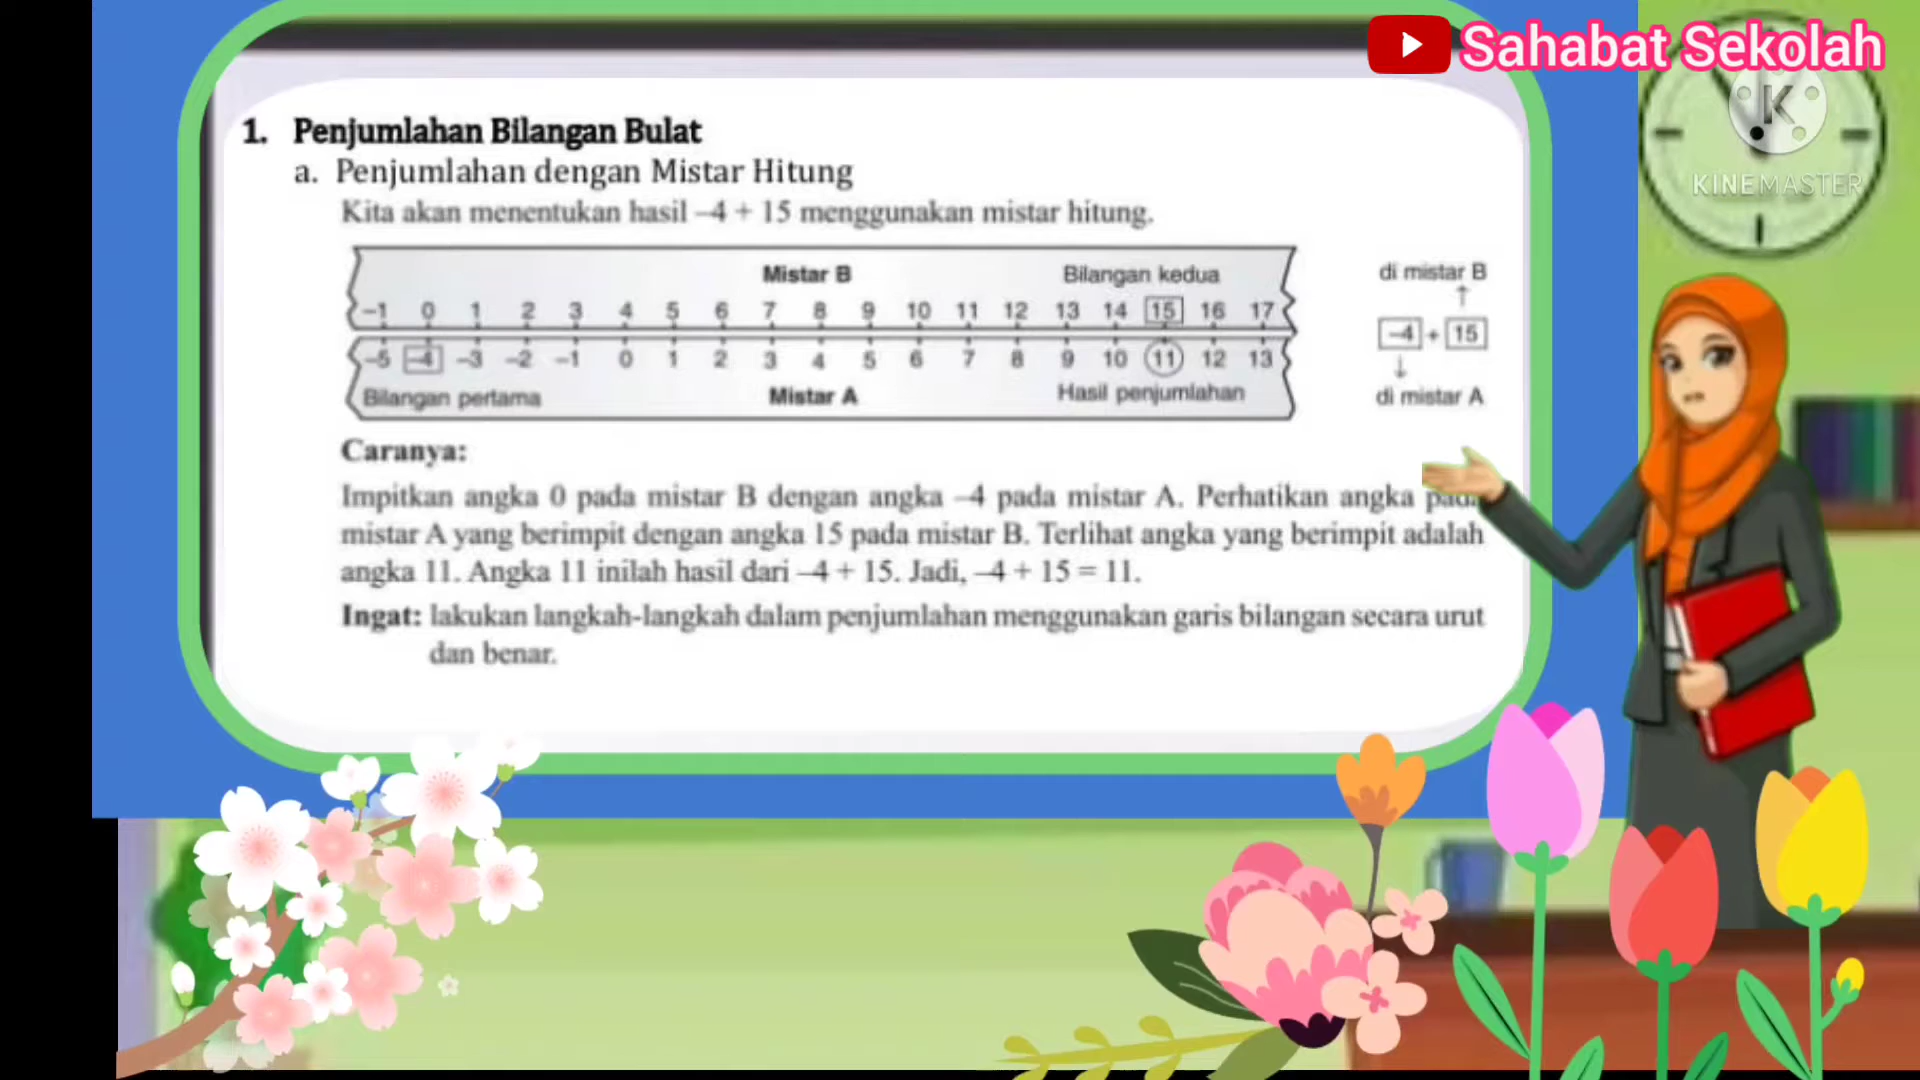 Sahabat Sekolah
KINEMASTER
1. Penjumlahan Bilangan Bulat
a. Penjumlahan dengan Mistar Hitung
Kita akan menentukan hasil –4 + 15 menggunakan mistar hitung.
Mistar B Bilangan kedua
–1 0 1 2 3 4 5 6 7 8 9 10 11 12 13 14 15 16 17
–5 –4 –3 –2 –1 0 1 2 3 4 5 6 7 8 9 10 11 12 13
Bilangan pertama Mistar A Hasil penjumlahan
di mistar B
↑
–4 + 15
↓
di mistar A
Caranya:
Impitkan angka 0 pada mistar B dengan angka –4 pada mistar A. Perhatikan angka
mistar A yang berimpit dengan angka 15 pada mistar B. Terlihat angka yang berimpit adalah
angka 11. Angka 11 inilah hasil dari –4 + 15. Jadi, –4 + 15 = 11.
Ingat: lakukan langkah-langkah dalam penjumlahan menggunakan garis bilangan secara urut
dan benar.